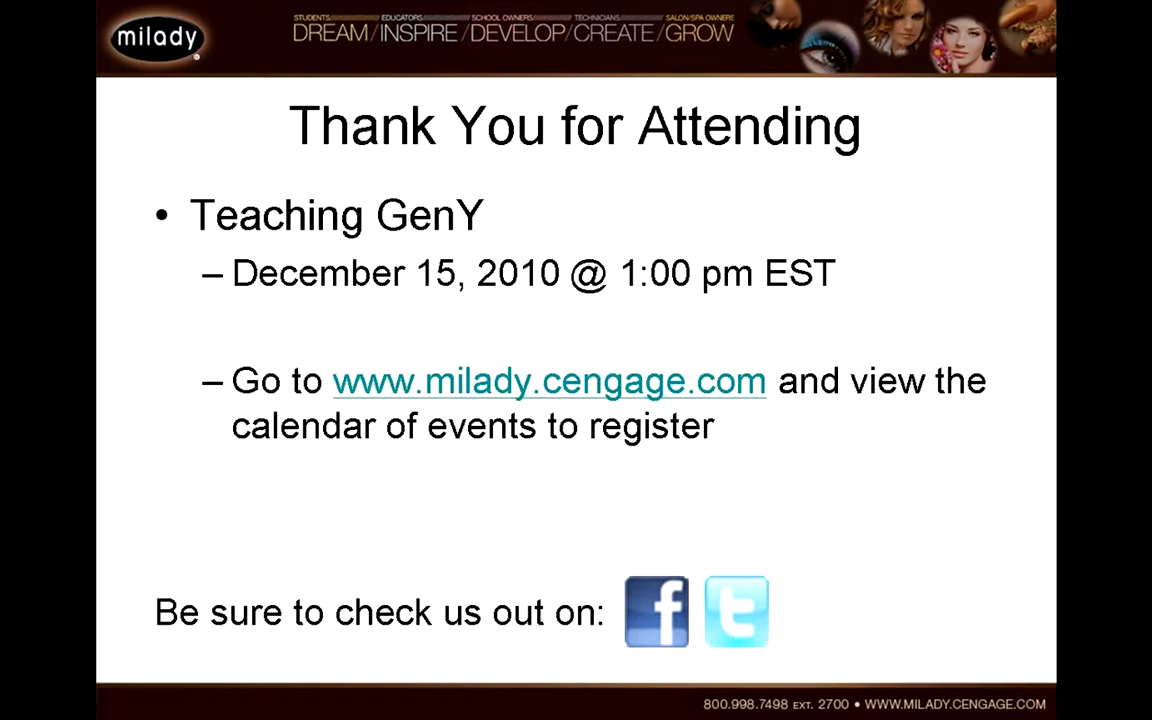 milady
STUDENTS EDUCATORS SCHOOL OWNERS TECHNICIANS SALON/SPA OWNERS
DREAM/INSPIRE/DEVELOP/CREATE/GROW
Thank You for Attending
• Teaching GenY
– December 15, 2010 @ 1:00 pm EST
– Go to www.milady.cengage.com and view the
calendar of events to register
Be sure to check us out on: f t
800.998.7498 EXT. 2700 • WWW.MILADY.CENGAGE.COM